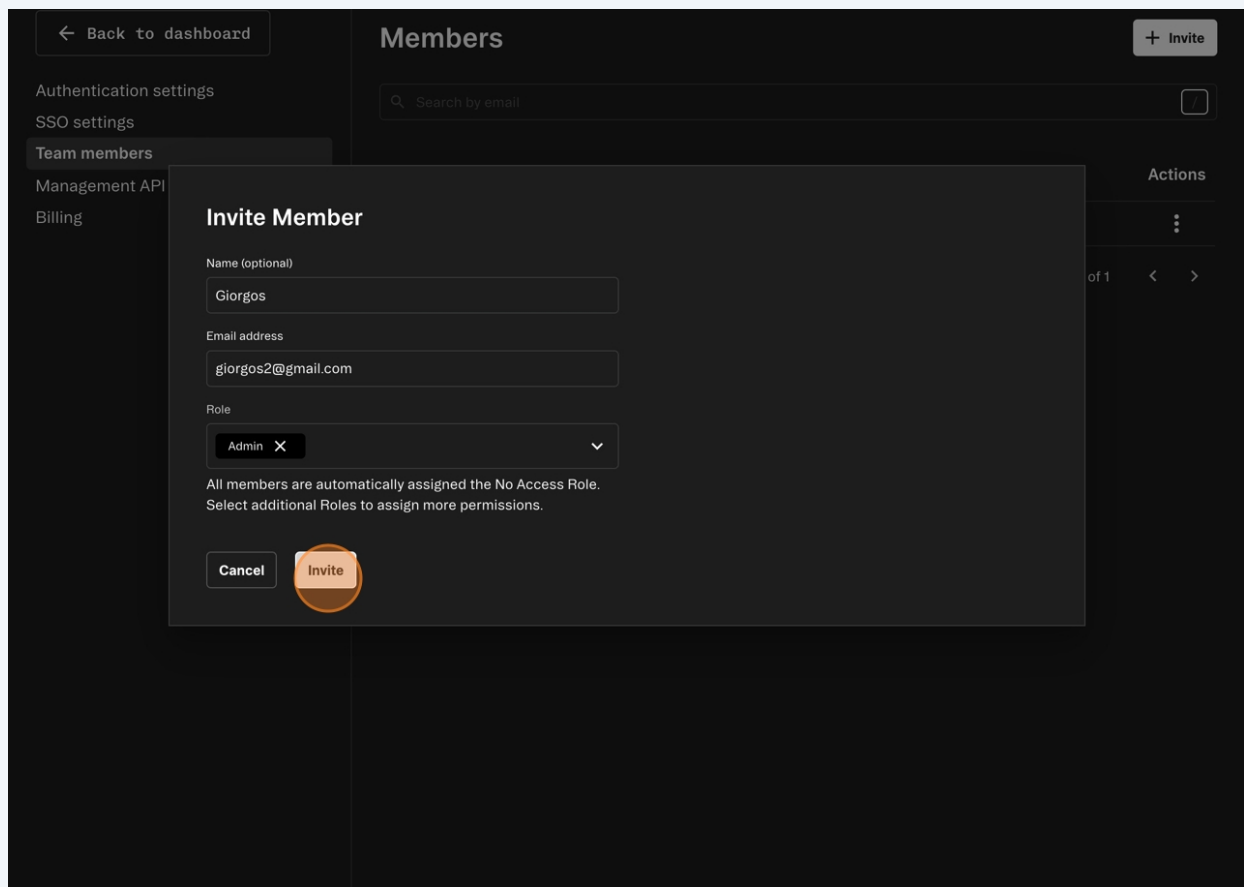 Back to dashboard
Members
+ Invite
Authentication settings
Search by email
/
SSO settings
Team members
Management API
Actions
Billing
of 1
Invite Member
Name (optional)
Giorgos
Email address
giorgos2@gmail.com
Role
Admin
All members are automatically assigned the No Access Role.
Select additional Roles to assign more permissions.
Cancel
Invite